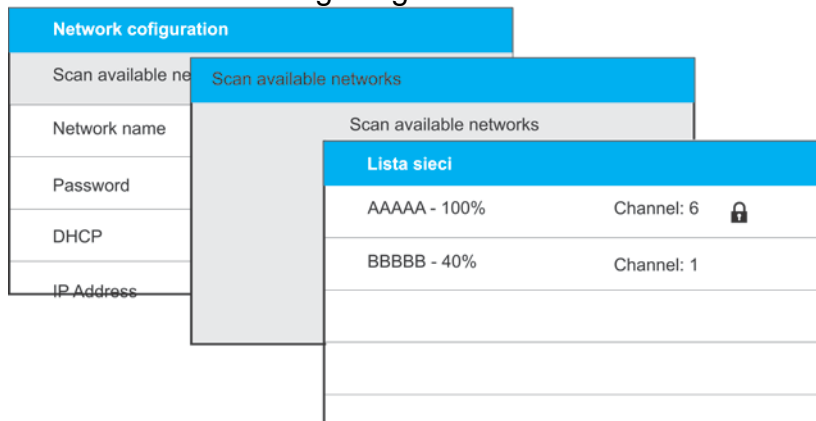 Network cofiguration
Scan available ne
Network name
Password
DHCP
IP Address
Scan available networks
Scan available networks
Lista sieci
AAAAA - 100% Channel: 6
BBBBB - 40% Channel: 1